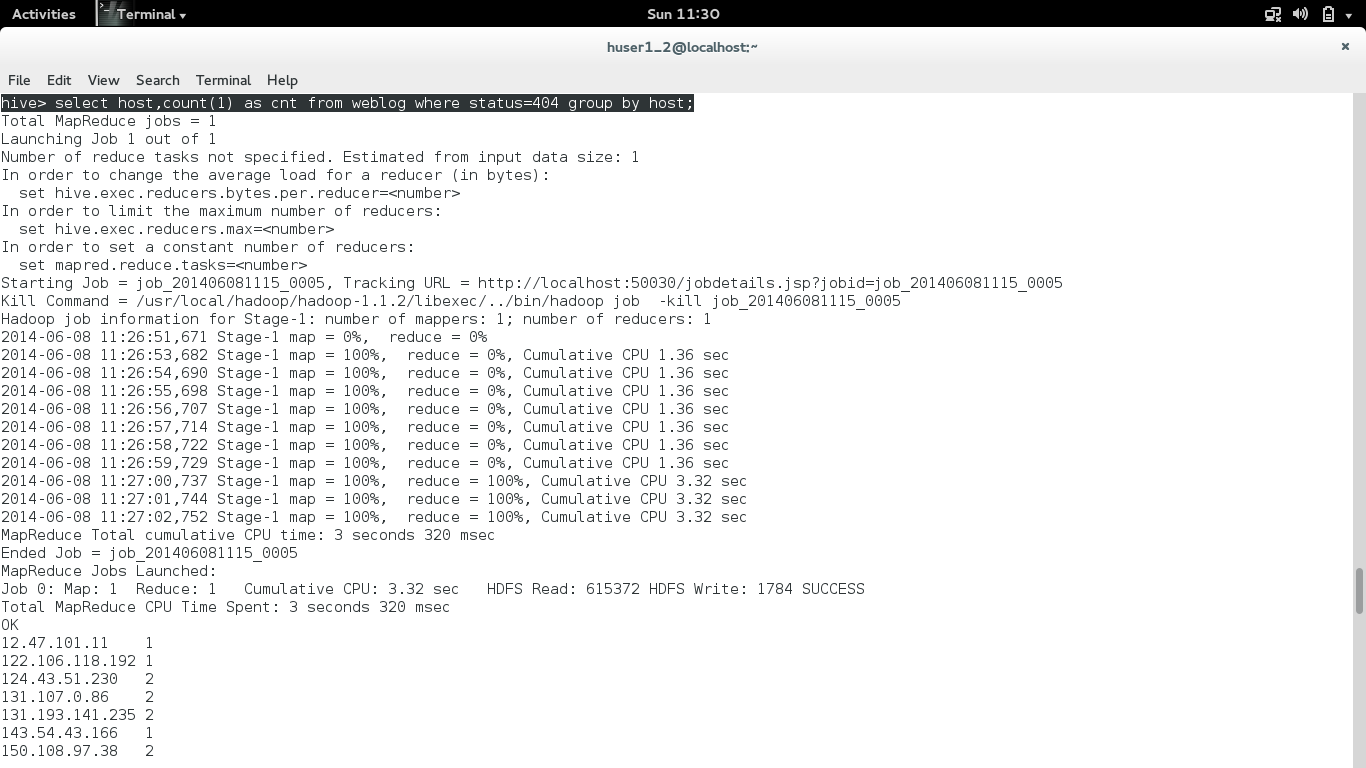 Activities Terminal Sun 11:30
huser1_2@localhost:~ ×
File Edit View Search Terminal Help
hive> select host,count(1) as cnt from weblog where status=404 group by host;
Total MapReduce jobs = 1
Launching Job 1 out of 1
Number of reduce tasks not specified. Estimated from input data size: 1
In order to change the average load for a reducer (in bytes):
  set hive.exec.reducers.bytes.per.reducer=<number>
In order to limit the maximum number of reducers:
  set hive.exec.reducers.max=<number>
In order to set a constant number of reducers:
  set mapred.reduce.tasks=<number>
Starting Job = job_201406081115_0005, Tracking URL = http://localhost:50030/jobdetails.jsp?jobid=job_201406081115_0005
Kill Command = /usr/local/hadoop/hadoop-1.1.2/libexec/../bin/hadoop job  -kill job_201406081115_0005
Hadoop job information for Stage-1: number of mappers: 1; number of reducers: 1
2014-06-08 11:26:51,671 Stage-1 map = 0%,  reduce = 0%
2014-06-08 11:26:53,682 Stage-1 map = 100%,  reduce = 0%, Cumulative CPU 1.36 sec
2014-06-08 11:26:54,690 Stage-1 map = 100%,  reduce = 0%, Cumulative CPU 1.36 sec
2014-06-08 11:26:55,698 Stage-1 map = 100%,  reduce = 0%, Cumulative CPU 1.36 sec
2014-06-08 11:26:56,707 Stage-1 map = 100%,  reduce = 0%, Cumulative CPU 1.36 sec
2014-06-08 11:26:57,714 Stage-1 map = 100%,  reduce = 0%, Cumulative CPU 1.36 sec
2014-06-08 11:26:58,722 Stage-1 map = 100%,  reduce = 0%, Cumulative CPU 1.36 sec
2014-06-08 11:26:59,729 Stage-1 map = 100%,  reduce = 0%, Cumulative CPU 1.36 sec
2014-06-08 11:27:00,737 Stage-1 map = 100%,  reduce = 100%, Cumulative CPU 3.32 sec
2014-06-08 11:27:01,744 Stage-1 map = 100%,  reduce = 100%, Cumulative CPU 3.32 sec
2014-06-08 11:27:02,752 Stage-1 map = 100%,  reduce = 100%, Cumulative CPU 3.32 sec
MapReduce Total cumulative CPU time: 3 seconds 320 msec
Ended Job = job_201406081115_0005
MapReduce Jobs Launched:
Job 0: Map: 1  Reduce: 1   Cumulative CPU: 3.32 sec   HDFS Read: 615372 HDFS Write: 1784 SUCCESS
Total MapReduce CPU Time Spent: 3 seconds 320 msec
OK
12.47.101.11    1
122.106.118.192 1
124.43.51.230   2
131.107.0.86    2
131.193.141.235 2
143.54.43.166   1
150.108.97.38   2